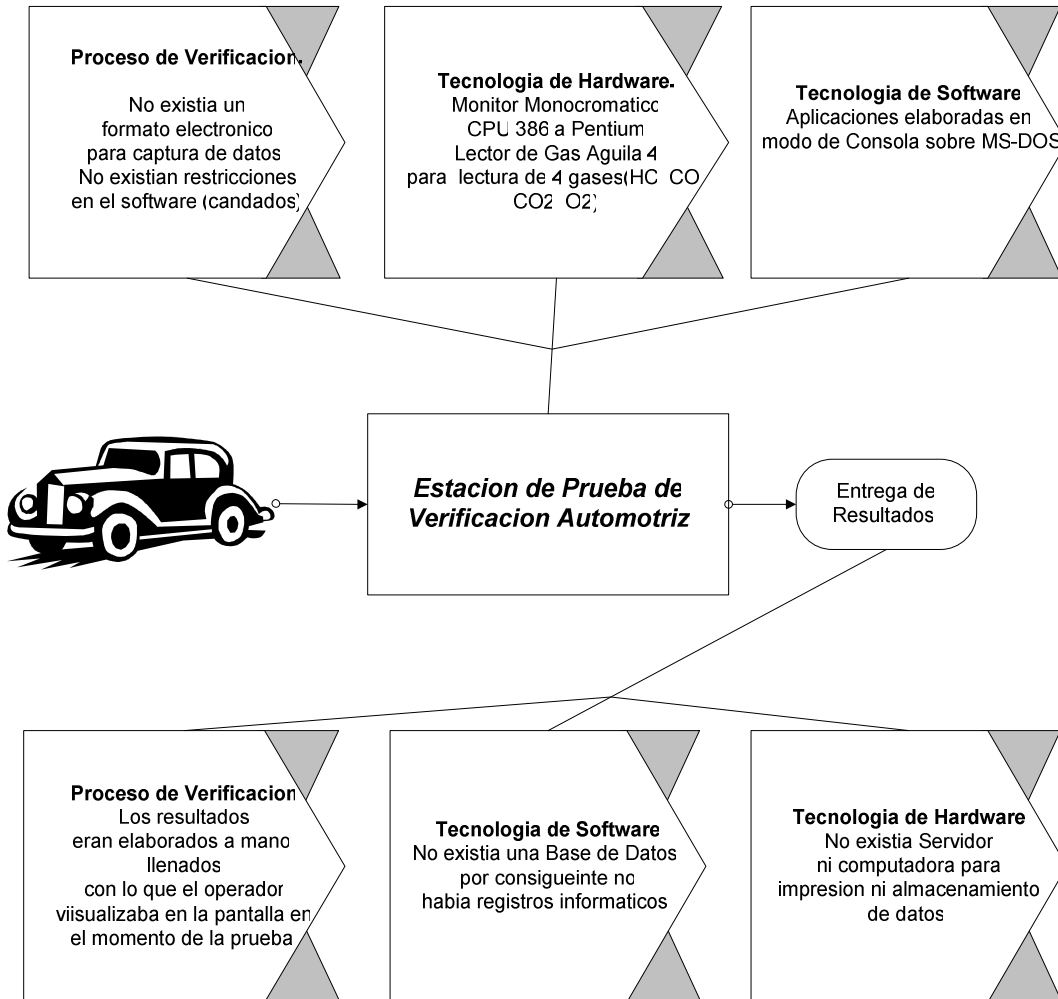 Proceso de Verificacion.
No existia un
formato electronico
para captura de datos
No existian restricciones
en el software (candados)
Tecnologia de Hardware.
Monitor Monocromatico
CPU 386 a Pentium
Lector de Gas Aguila 4
para lectura de 4 gases(HC CO
CO2 O2)
Tecnologia de Software
Aplicaciones elaboradas en
modo de Consola sobre MS-DOS
Estacion de Prueba de
Verificacion Automotriz
Entrega de
Resultados
Proceso de Verificacion
Los resultados
eran elaborados a mano
llenados
con lo que el operador
viisualizaba en la pantalla en
el momento de la prueba
Tecnologia de Software
No existia una Base de Datos
por consigueinte no
habia registros informaticos
Tecnologia de Hardware
No existia Servidor
ni computadora para
impresion ni almacenamiento
de datos